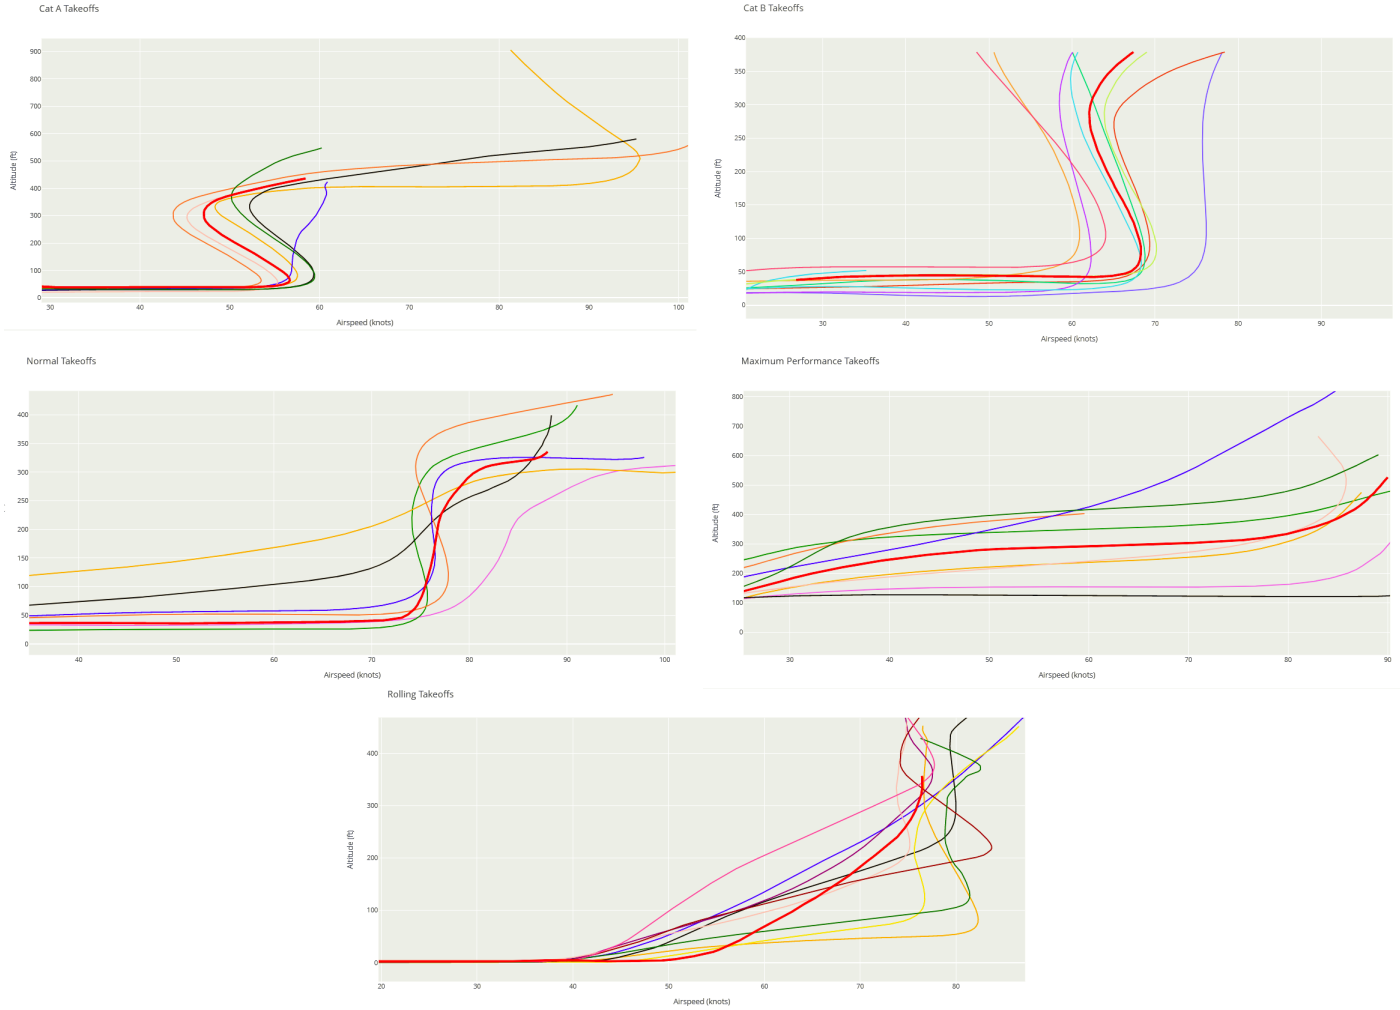 Cat A Takeoffs
900
800
700
600
500
400
300
200
100
0
Altitude (ft)
30 40 50 60 70 80 90 100
Airspeed (knots)
Cat B Takeoffs
400
350
300
250
200
150
100
50
0
Altitude (ft)
30 40 50 60 70 80 90
Airspeed (knots)
Normal Takeoffs
400
350
300
250
200
150
100
50
0
40 50 60 70 80 90 100
Airspeed (knots)
Maximum Performance Takeoffs
800
700
600
500
400
300
200
100
0
Altitude (ft)
30 40 50 60 70 80 90
Airspeed (knots)
Rolling Takeoffs
400
300
200
100
0
Altitude (ft)
20 30 40 50 60 70 80
Airspeed (knots)